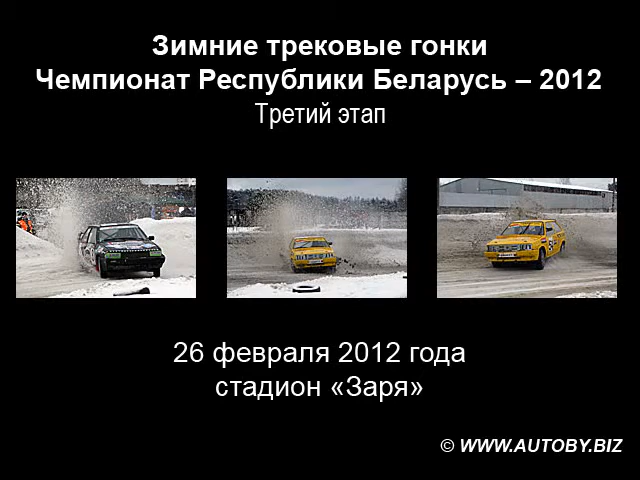 Зимние трековые гонки
Чемпионат Республики Беларусь – 2012
Третий этап
26 февраля 2012 года
стадион «Заря»
© WWW.AUTOBY.BIZ